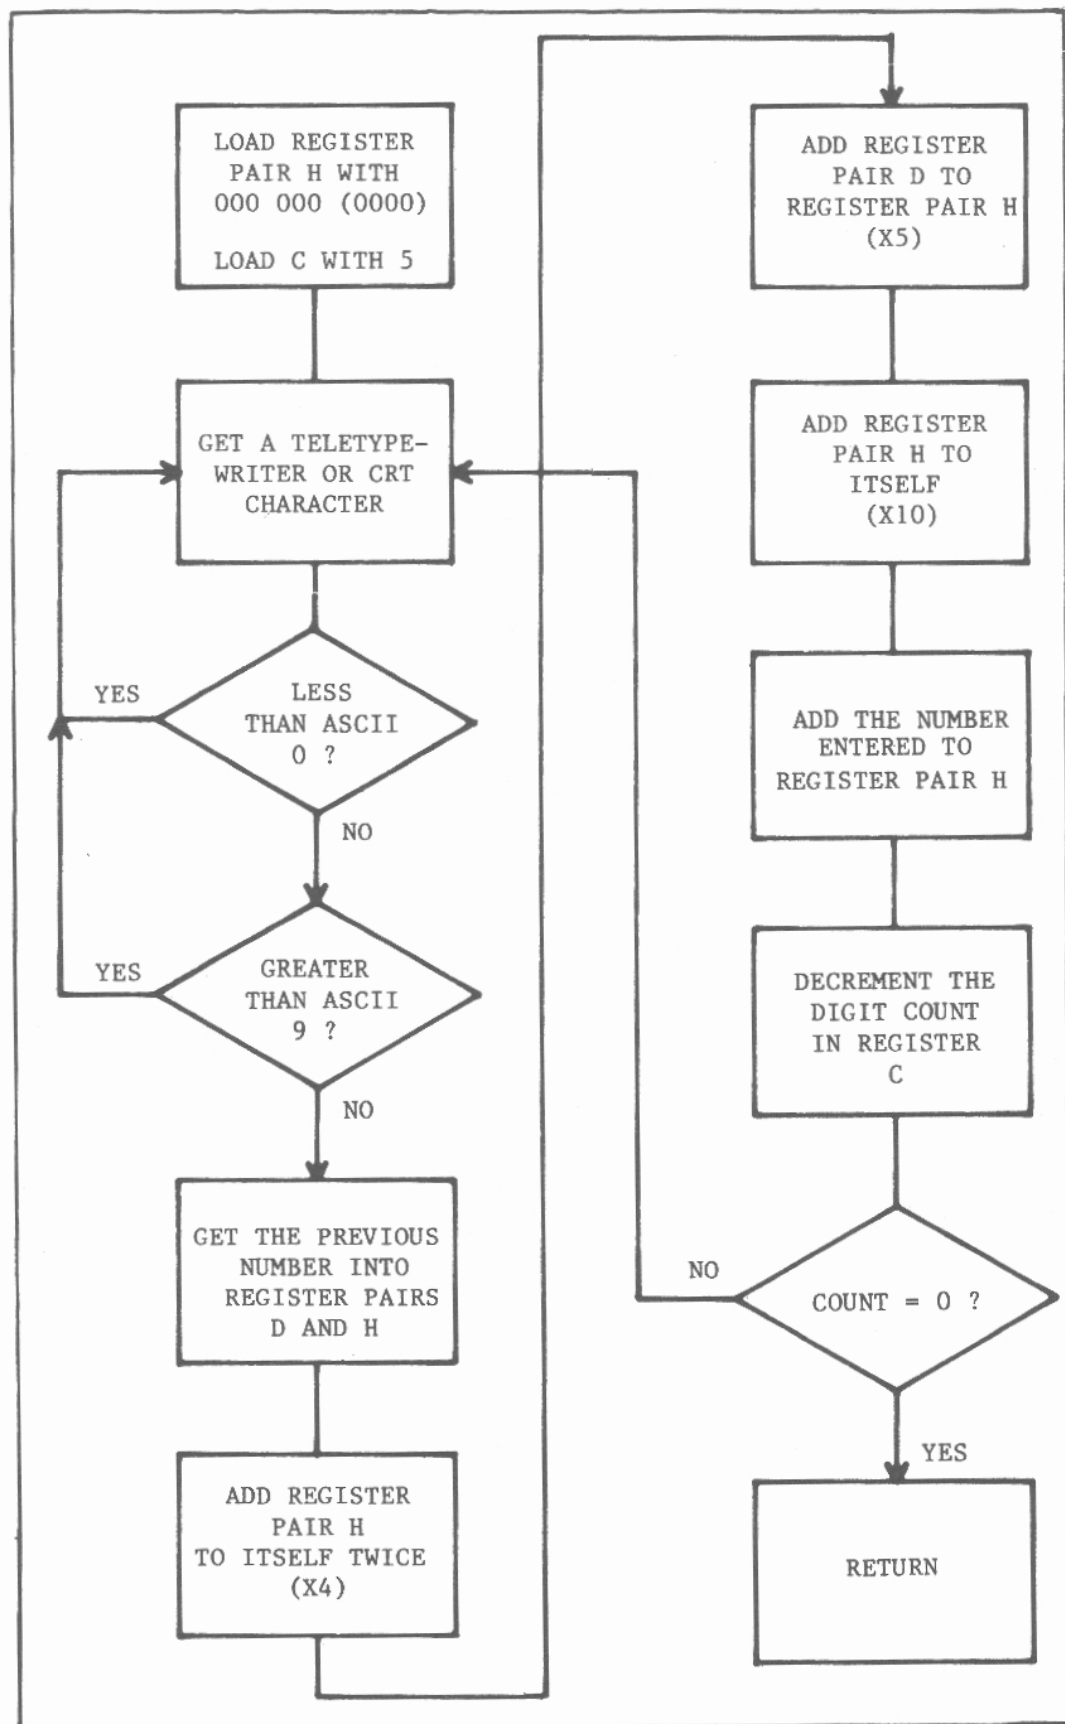 LOAD REGISTER
PAIR H WITH
000 000 (0000)
LOAD C WITH 5
GET A TELETYPE-
WRITER OR CRT
CHARACTER
YES
LESS
THAN ASCII
0 ?
NO
YES
GREATER
THAN ASCII
9 ?
NO
GET THE PREVIOUS
NUMBER INTO
REGISTER PAIRS
D AND H
ADD REGISTER
PAIR H
TO ITSELF TWICE
(X4)
ADD REGISTER
PAIR D TO
REGISTER PAIR H
(X5)
ADD REGISTER
PAIR H TO
ITSELF
(X10)
ADD THE NUMBER
ENTERED TO
REGISTER PAIR H
DECREMENT THE
DIGIT COUNT
IN REGISTER
C
NO
COUNT = 0 ?
YES
RETURN